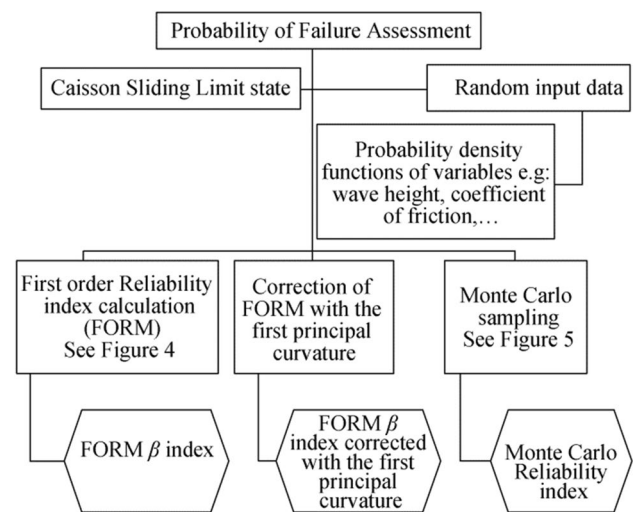 Probability of Failure Assessment
Caisson Sliding Limit state
Random input data
Probability density
functions of variables e.g:
wave height, coefficient
of friction,...
First order Reliability
index calculation
(FORM)
See Figure 4
Correction of
FORM with the
first principal
curvature
Monte Carlo
sampling
See Figure 5
FORM β index
FORM β
index corrected
with the first
principal
curvature
Monte Carlo
Reliability
index